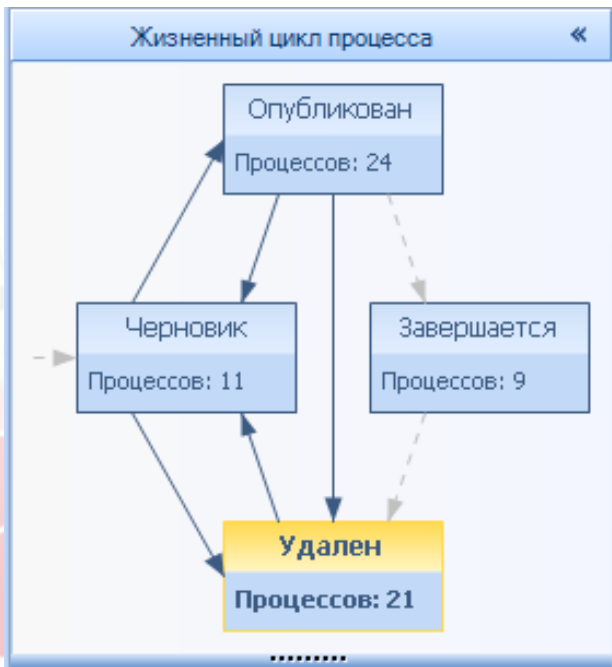 Жизненный цикл процесса «
Опубликован
Процессов: 24
Черновик
Процессов: 11
Завершается
Процессов: 9
Удален
Процессов: 21